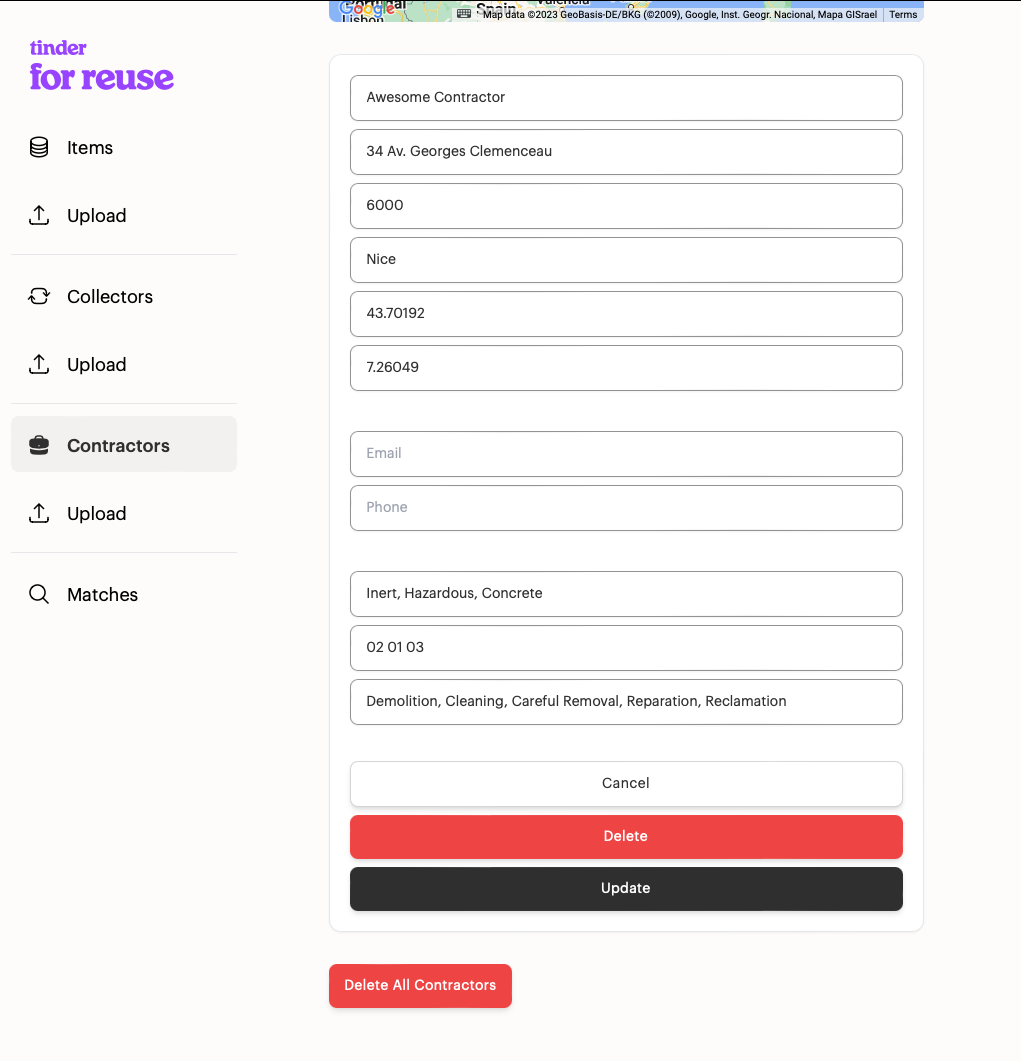 Portugal
Google
Lisbon
Spain
Valencia
Map data ©2023 GeoBasis-DE/BKG (©2009), Google, Inst. Geogr. Nacional, Mapa GISrael
Terms
tinder
for reuse
Items
Upload
Collectors
Upload
Contractors
Upload
Matches
Awesome Contractor
34 Av. Georges Clemenceau
6000
Nice
43.70192
7.26049
Email
Phone
Inert, Hazardous, Concrete
02 01 03
Demolition, Cleaning, Careful Removal, Reparation, Reclamation
Cancel
Delete
Update
Delete All Contractors